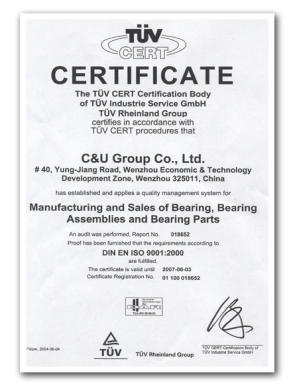 TÜV
CERT
CERTIFICATE
The TÜV CERT Certification Body
of TÜV Industrie Service GmbH
TÜV Rheinland Group
certifies in accordance with
TÜV CERT procedures that
C&U Group Co., Ltd.
# 40, Yung-Jiang Road, Wenzhou Economic & Technology
Development Zone, Wenzhou 325011, China
has established and applies a quality management system for
Manufacturing and Sales of Bearing, Bearing
Assemblies and Bearing Parts
An audit was performed, Report No. 018652
Proof has been furnished that the requirements according to
DIN EN ISO 9001:2000
are fulfilled.
The certificate is valid until 2007-06-03
Certificate Registration No. 01 100 018652
Taipei, 2004-06-04
TÜV
TÜV Rheinland Group
TÜV CERT Certification Body of
TÜV Industrie Service GmbH